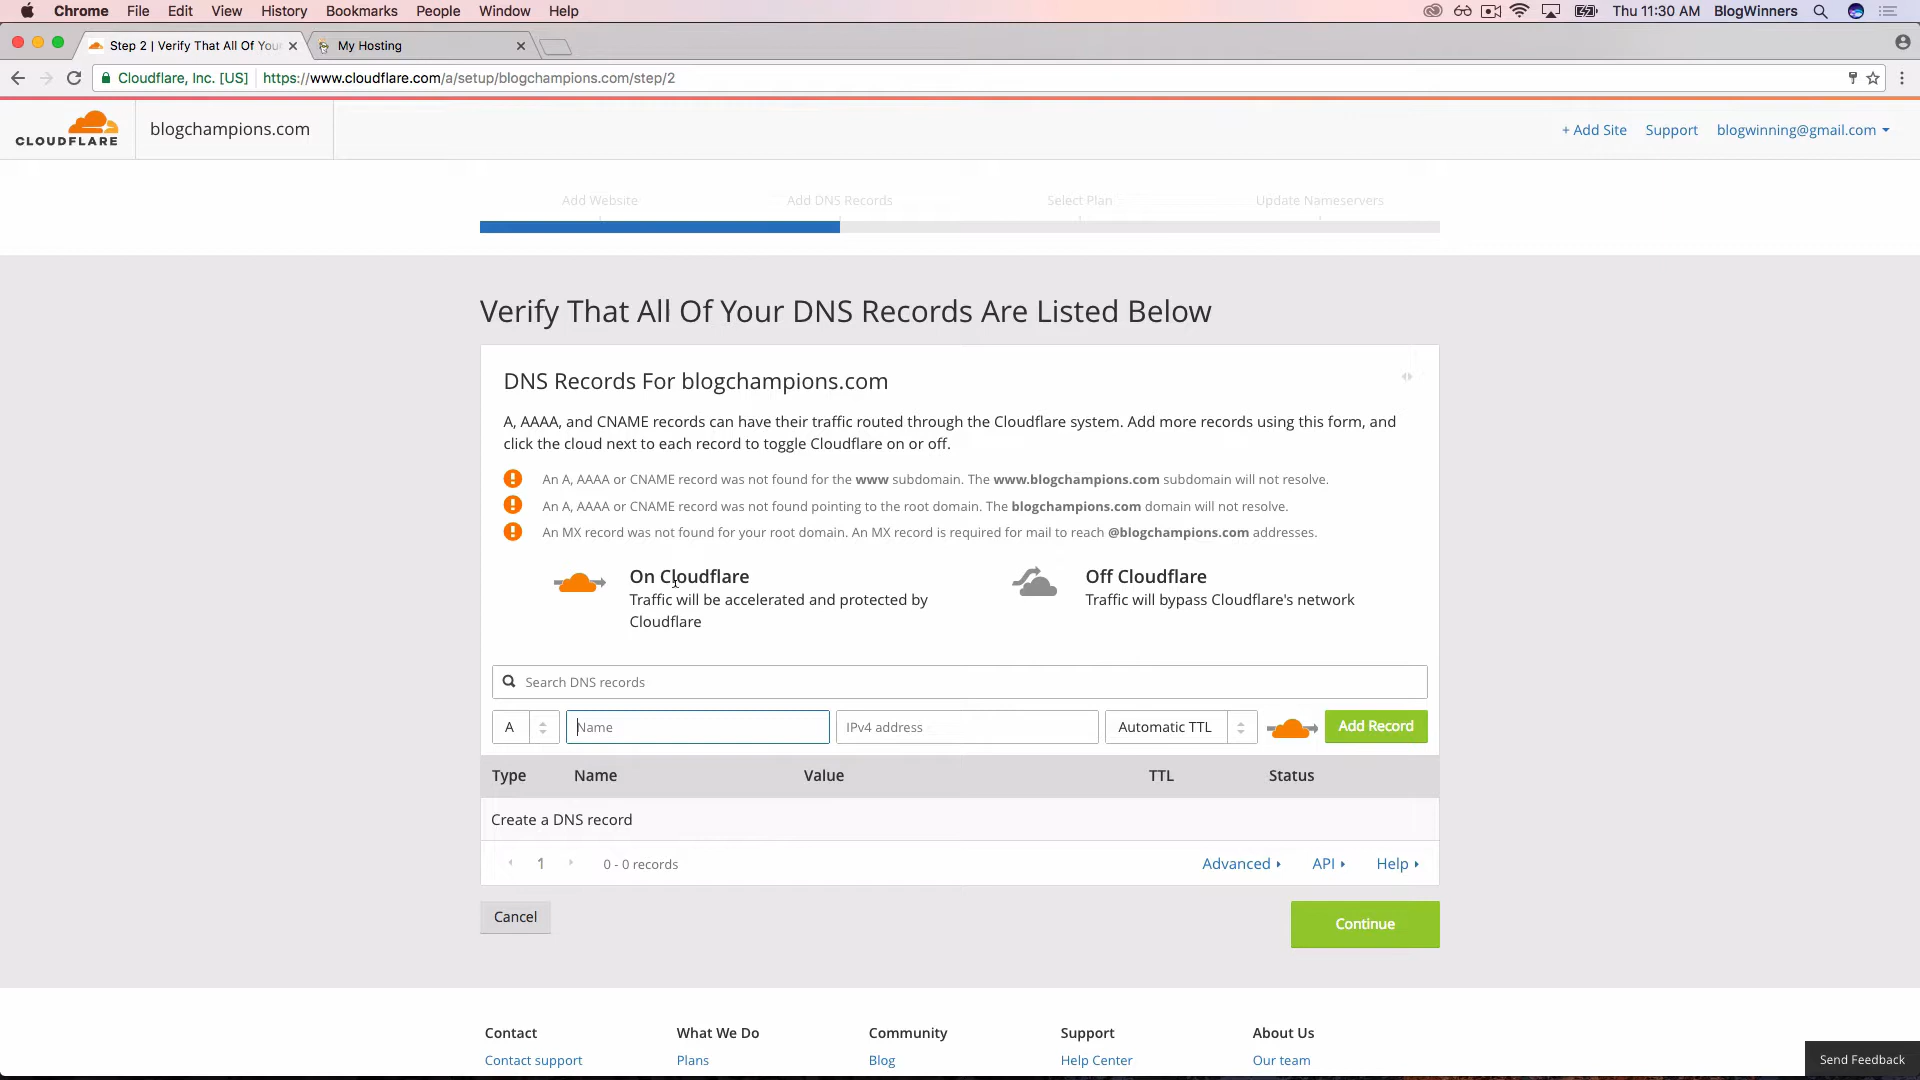 Chrome File Edit View History Bookmarks People Window Help Thu 11:30 AM BlogWinners
Step 2 | Verify That All Of You My Hosting
Cloudflare, Inc. [US] https://www.cloudflare.com/a/setup/blogchampions.com/step/2
CLOUDFLARE blogchampions.com + Add Site Support blogwinning@gmail.com
Add Website Add DNS Records Select Plan Update Nameservers
Verify That All Of Your DNS Records Are Listed Below
DNS Records For blogchampions.com
A, AAAA, and CNAME records can have their traffic routed through the Cloudflare system. Add more records using this form, and
click the cloud next to each record to toggle Cloudflare on or off.
An A, AAAA or CNAME record was not found for the www subdomain. The www.blogchampions.com subdomain will not resolve.
An A, AAAA or CNAME record was not found pointing to the root domain. The blogchampions.com domain will not resolve.
An MX record was not found for your root domain. An MX record is required for mail to reach @blogchampions.com addresses.
On Cloudflare Off Cloudflare
Traffic will be accelerated and protected by Traffic will bypass Cloudflare's network
Cloudflare
Search DNS records
A Name IPv4 address Automatic TTL Add Record
Type Name Value TTL Status
Create a DNS record
1 0 - 0 records Advanced API Help
Cancel Continue
Contact What We Do Community Support About Us
Contact support Plans Blog Help Center Our team
Send Feedback